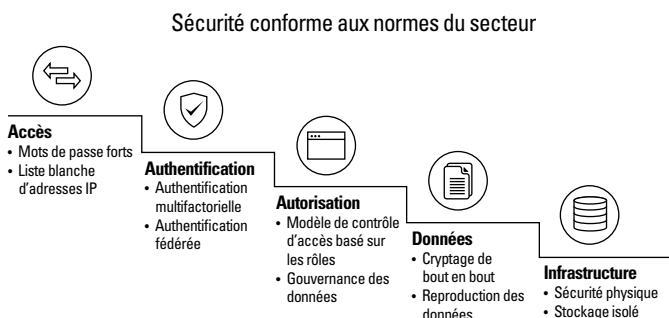 Sécurité conforme aux normes du secteur
Accès
• Mots de passe forts
• Liste blanche
d'adresses IP
Authentification
• Authentification
multifactorielle
• Authentification
fédérée
Autorisation
• Modèle de contrôle
d'accès basé sur
les rôles
• Gouvernance des
données
Données
• Cryptage de
bout en bout
• Reproduction des
données
Infrastructure
• Sécurité physique
• Stockage isolé